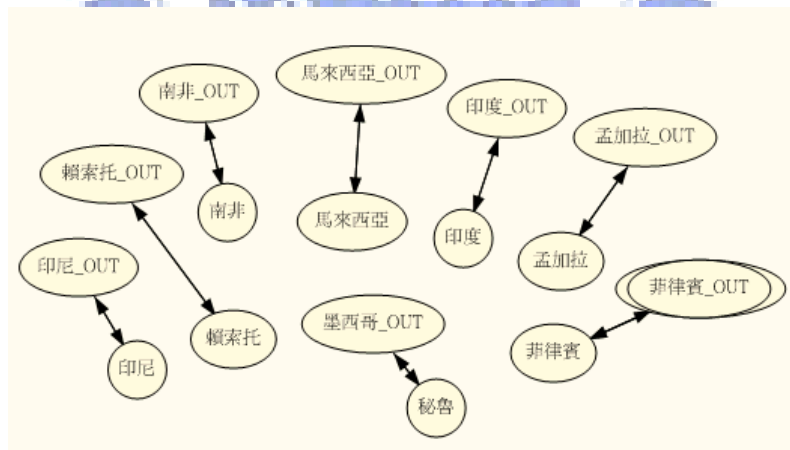 馬來西亞_OUT
南非_OUT
印度_OUT
孟加拉_OUT
賴索托_OUT
南非
馬來西亞
印度
孟加拉
印尼_OUT
菲律賓_OUT
墨西哥_OUT
賴索托
菲律賓
印尼
秘魯